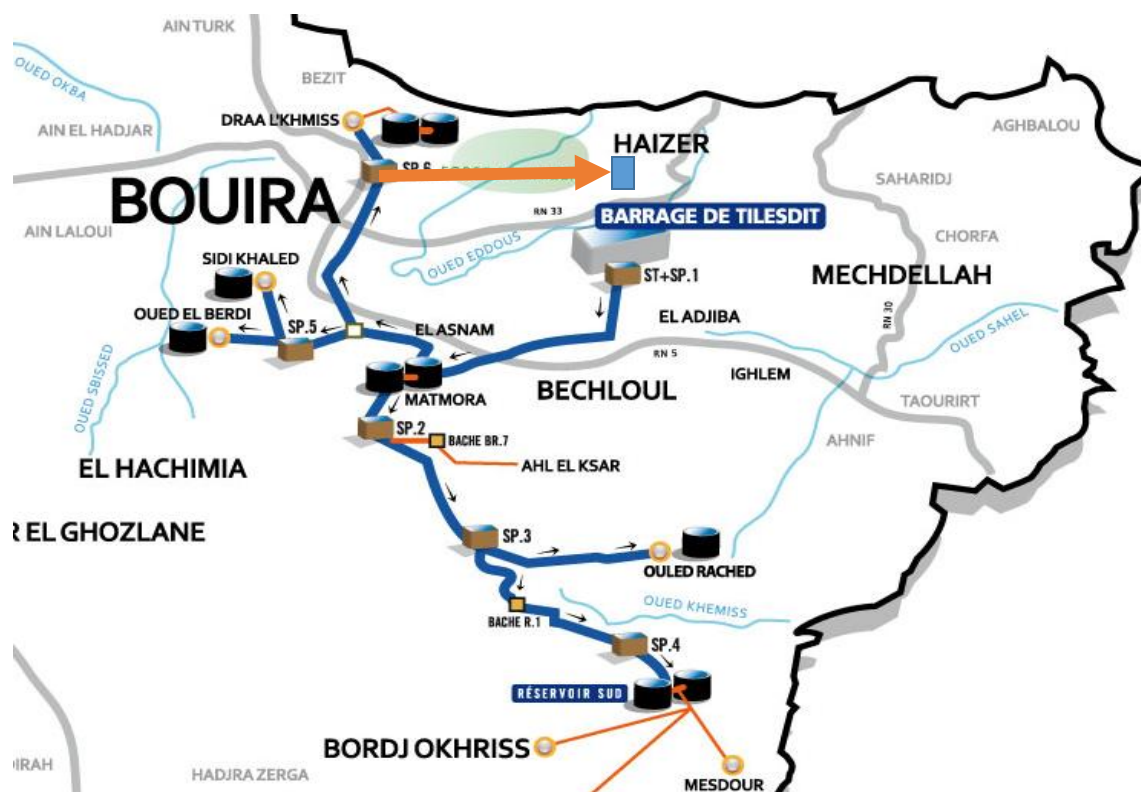 AIN TURK
BEZIT
OUED OKBA
DRAA L'KHMISS
AIN EL HADJAR
HAIZER
AGHBALOU
SP.6
SAHARIDJ
BOUIRA
RN 33
BARRAGE DE TILESDIT
AIN LALOUI
OUED EDDOUS
CHORFA
SIDI KHALED
ST+SP.1
MECHDELLAH
OUED EL BERDI
SP.5
EL ASNAM
EL ADJIBA
RN 30
OUED SAHEL
RN 5
IGHLEM
OUED SBISSED
MATMORA
BECHLOUL
TAOURIRT
SP.2
BACHE BR.7
AHNIF
EL HACHIMIA
AHL EL KSAR
R EL GHOZLANE
SP.3
OULED RACHED
OUED KHEMISS
BACHE R.1
SP.4
RÉSERVOIR SUD
BORDJ OKHRISS
DIRAH
HADJRA ZERGA
MESDOUR